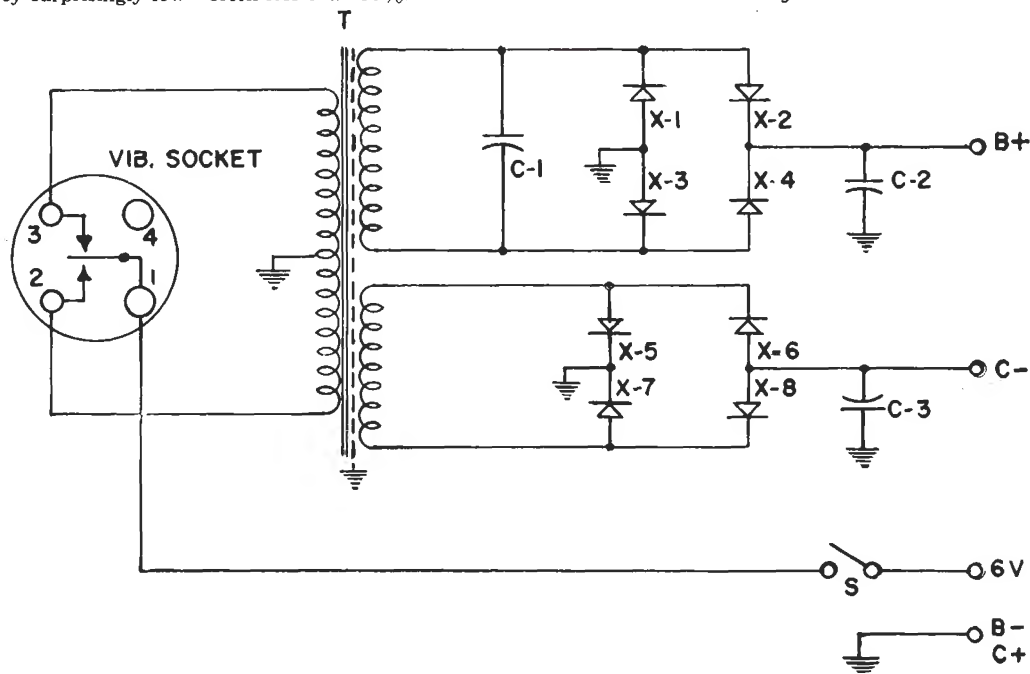 T
VIB. SOCKET
3
4
2
1
C-1
X-1
X-2
X-3
X-4
B+
C-2
X-5
X-6
X-7
X-8
C-
C-3
S
6V
B-
C+